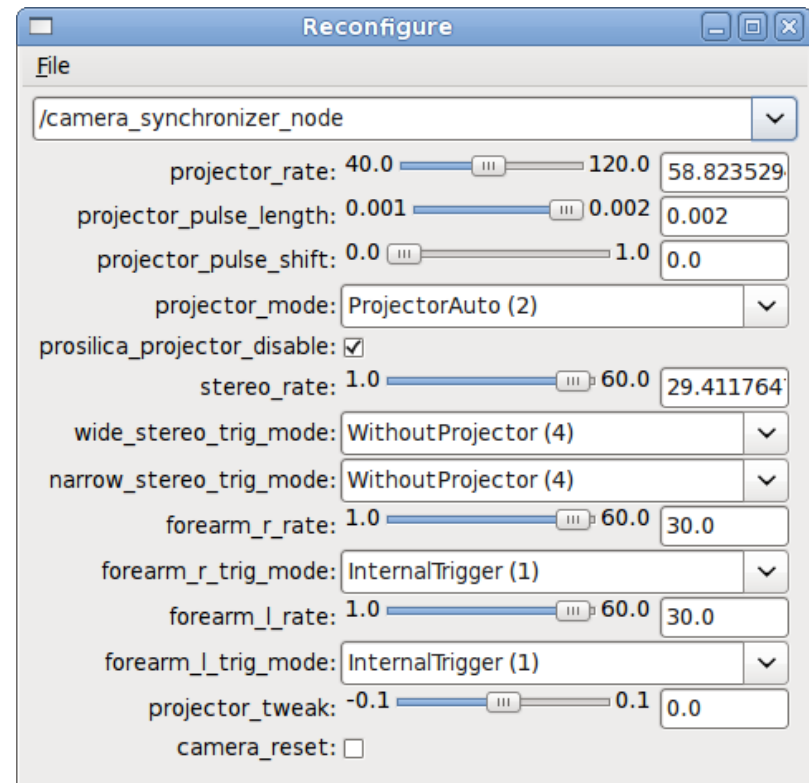 Reconfigure
File
/camera_synchronizer_node
projector_rate: 40.0 120.0 58.8235294
projector_pulse_length: 0.001 0.002 0.002
projector_pulse_shift: 0.0 1.0 0.0
projector_mode: ProjectorAuto (2)
prosilica_projector_disable:
stereo_rate: 1.0 60.0 29.4117647
wide_stereo_trig_mode: WithoutProjector (4)
narrow_stereo_trig_mode: WithoutProjector (4)
forearm_r_rate: 1.0 60.0 30.0
forearm_r_trig_mode: InternalTrigger (1)
forearm_l_rate: 1.0 60.0 30.0
forearm_l_trig_mode: InternalTrigger (1)
projector_tweak: -0.1 0.1 0.0
camera_reset: